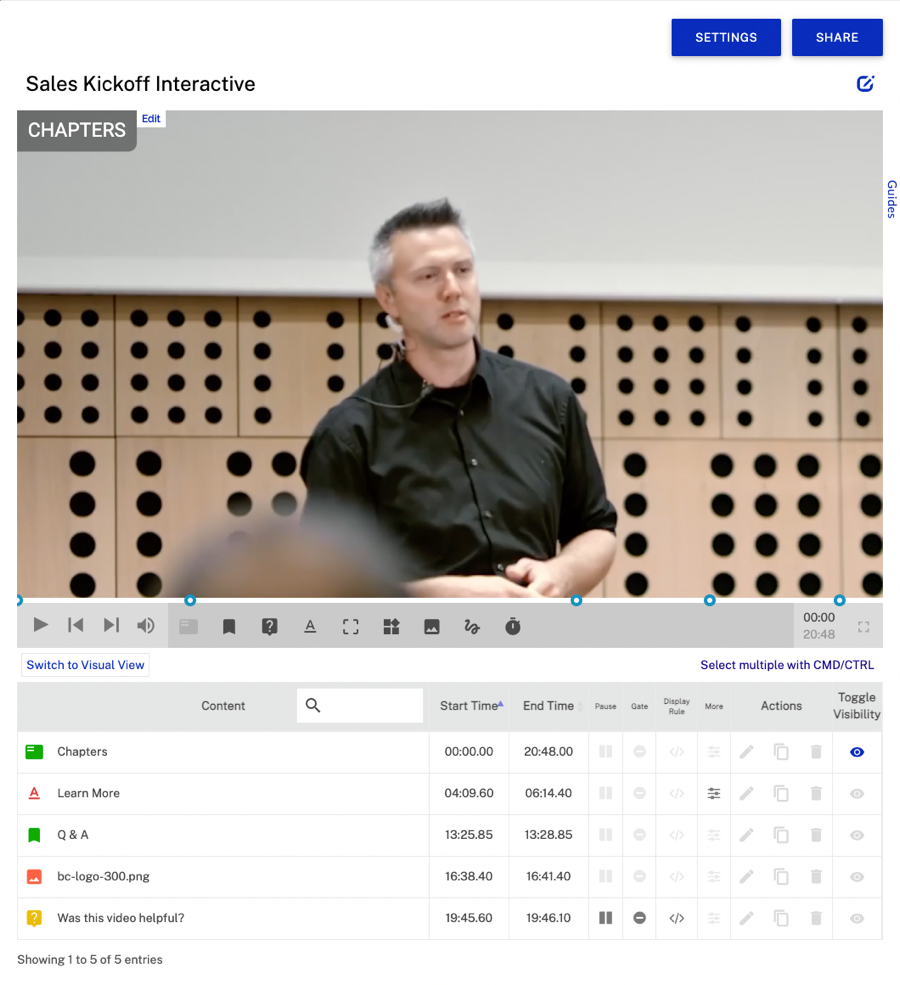 SETTINGS
SHARE
Sales Kickoff Interactive
CHAPTERS
Edit
Guides
00:00
20:48
Switch to Visual View
Select multiple with CMD/CTRL
Content
Start Time
End Time
Pause
Gate
Display Rule
More
Actions
Toggle Visibility
Chapters 00:00.00 20:48.00
Learn More 04:09.60 06:14.40
Q & A 13:25.85 13:28.85
bc-logo-300.png 16:38.40 16:41.40
Was this video helpful? 19:45.60 19:46.10
Showing 1 to 5 of 5 entries